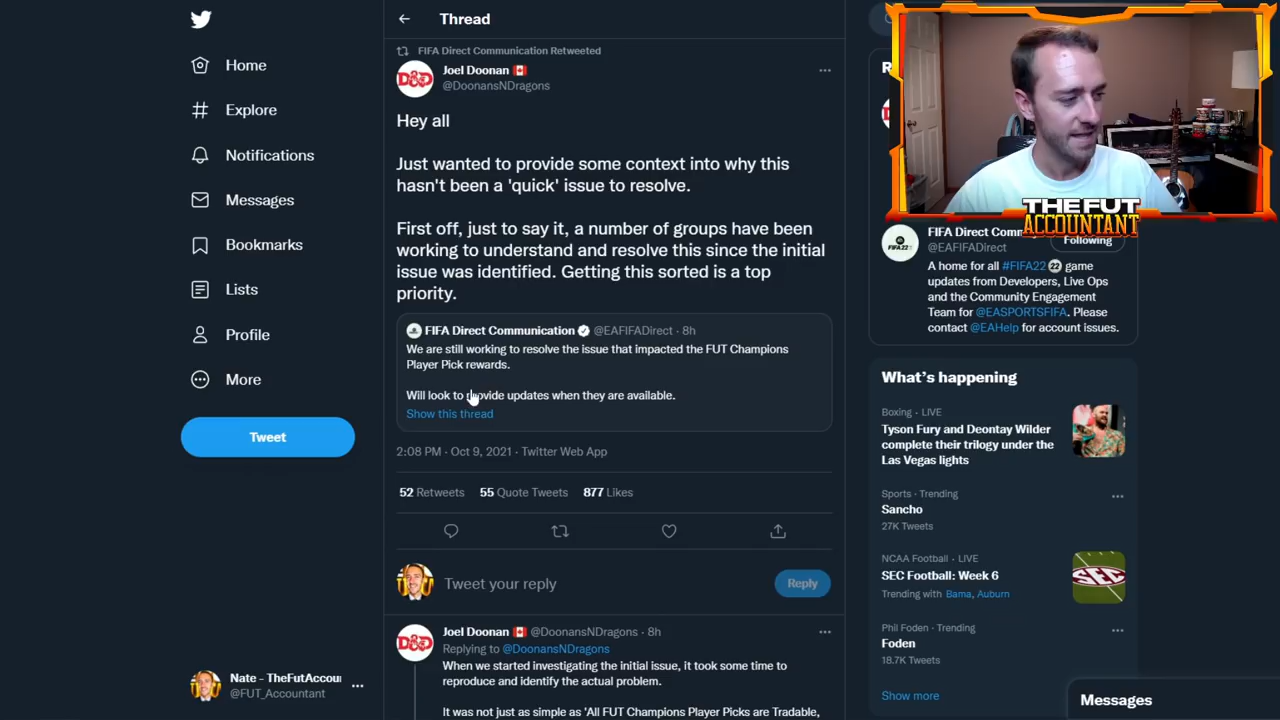 Home
Explore
Notifications
Messages
Bookmarks
Lists
Profile
More
Tweet
Nate - TheFutAccoun
@FUT_Accountant
Thread
FIFA Direct Communication Retweeted
Joel Doonan
@DoonansNDragons
Hey all
Just wanted to provide some context into why this
hasn't been a 'quick' issue to resolve.
First off, just to say it, a number of groups have been
working to understand and resolve this since the initial
issue was identified. Getting this sorted is a top
priority.
FIFA Direct Communication @EAFIFADirect · 8h
We are still working to resolve the issue that impacted the FUT Champions
Player Pick rewards.
Will look to provide updates when they are available.
Show this thread
2:08 PM · Oct 9, 2021 · Twitter Web App
52 Retweets 55 Quote Tweets 877 Likes
Tweet your reply
Reply
Joel Doonan @DoonansNDragons · 8h
Replying to @DoonansNDragons
When we started investigating the initial issue, it took some time to
reproduce and identify the actual problem.
It was not just as simple as 'All FUT Champions Player Picks are Tradable,
THE FUT
ACCOUNTANT
FIFA Direct Comm
@EAFIFADirect
Following
A home for all #FIFA22 game
updates from Developers, Live Ops
and the Community Engagement
Team for @EASPORTSFIFA. Please
contact @EAHelp for account issues.
What's happening
Boxing · LIVE
Tyson Fury and Deontay Wilder
complete their trilogy under the
Las Vegas lights
Sports · Trending
Sancho
27K Tweets
NCAA Football · LIVE
SEC Football: Week 6
Trending with Bama, Auburn
Phil Foden · Trending
Foden
18.7K Tweets
Show more
Messages